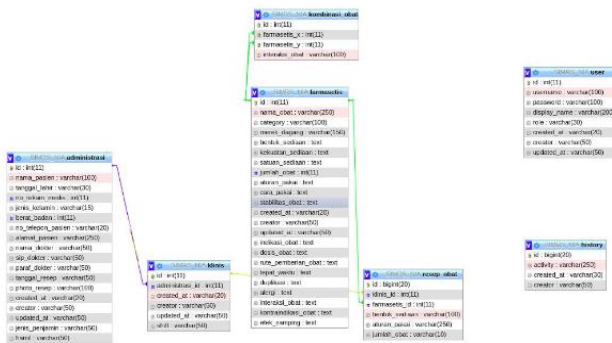 kombinasi_obat
id : int(11)
farmasetis_x : int(11)
farmasetis_y : int(11)
interaksi_obat : varchar(100)
farmasetis
id : int(11)
nama_obat : varchar(250)
category : varchar(100)
merek_dagang : varchar(150)
bentuk_sediaan : text
kekuatan_sediaan : text
satuan_sediaan : text
jumlah_obat : int(11)
aturan_pakai : text
cara_pakai : text
stabilitas_obat : text
created_at : varchar(20)
creator : varchar(50)
updated_at : varchar(50)
indikasi_obat : text
dosis_obat : text
rute_pemberian_obat : text
tepat_waktu : text
duplikasi : text
alergi : text
interaksi_obat : text
kontraindikasi_obat : text
efek_samping : text
user
id : int(11)
username : varchar(100)
password : varchar(100)
display_name : varchar(200)
role : varchar(20)
created_at : varchar(20)
creator : varchar(50)
updated_at : varchar(50)
administrasi
id : int(11)
nama_pasien : varchar(100)
tanggal_lahir : varchar(30)
no_rekam_medis : int(11)
jenis_kelamin : varchar(15)
berat_badan : int(11)
no_telepon_pasien : varchar(20)
alamat_pasien : varchar(250)
nama_dokter : varchar(50)
sip_dokter : varchar(50)
paraf_dokter : varchar(50)
tanggal_resep : varchar(50)
photo_resep : varchar(100)
created_at : varchar(20)
creator : varchar(50)
updated_at : varchar(50)
jenis_penjamin : varchar(50)
klinis
id : int(11)
administrasi_id : int(11)
created_at : varchar(20)
creator : varchar(50)
updated_at : varchar(50)
shift : varchar(50)
resep_obat
id : bigint(20)
klinis_id : int(11)
farmasetis_id : int(11)
bentuk_sediaan : varchar(100)
aturan_pakai : varchar(250)
jumlah_obat : varchar(10)
history
id : bigint(20)
activity : varchar(250)
created_at : varchar(30)
creator : varchar(50)